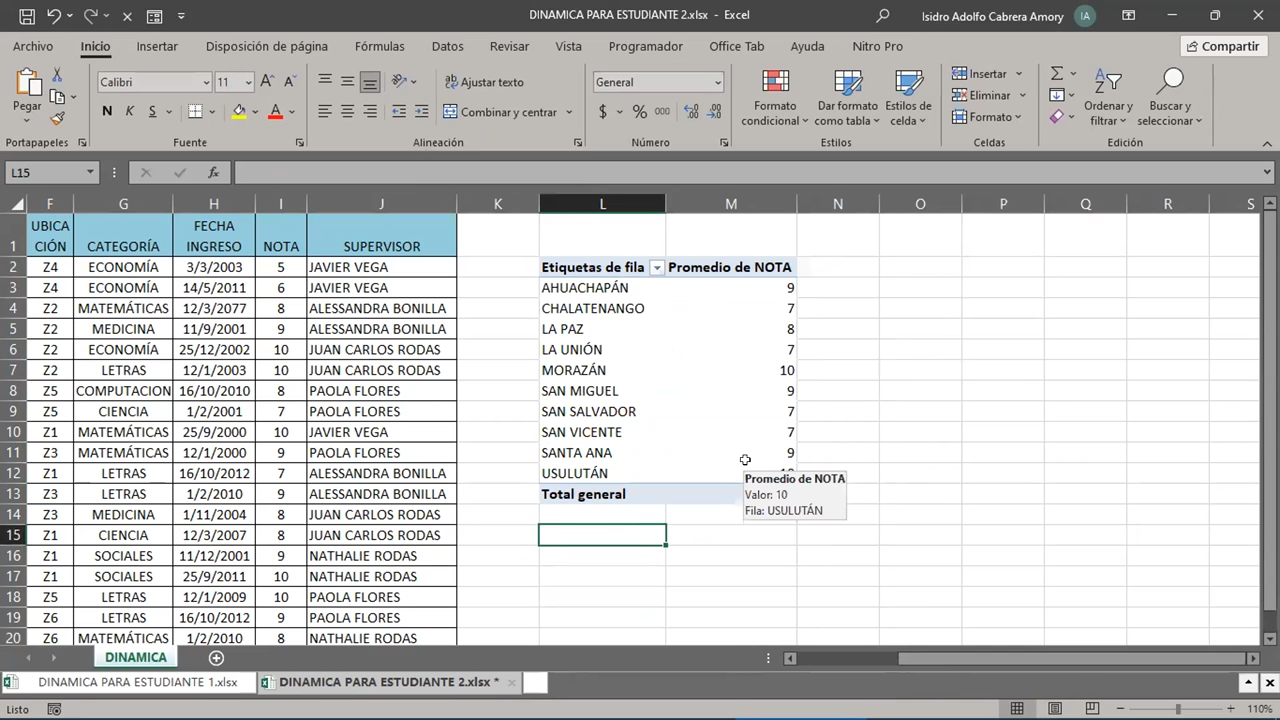 DINAMICA PARA ESTUDIANTE 2.xlsx - Excel
Isidro Adolfo Cabrera Amory IA
Archivo Inicio Insertar Disposición de página Fórmulas Datos Revisar Vista Programador Office Tab Ayuda Nitro Pro Compartir
Pegar
Calibri 11
N K S
Ajustar texto
Combinar y centrar
General
$ % 000
Formato condicional
Dar formato como tabla
Estilos de celda
Insertar
Eliminar
Formato
Ordenar y filtrar
Buscar y seleccionar
Portapapeles Fuente Alineación Número Estilos Celdas Edición
L15 fx
F G H I J K L M N O P Q R S
1 UBICA CIÓN CATEGORÍA FECHA INGRESO NOTA SUPERVISOR
2 Z4 ECONOMÍA 3/3/2003 5 JAVIER VEGA Etiquetas de fila Promedio de NOTA
3 Z4 ECONOMÍA 14/5/2011 6 JAVIER VEGA AHUACHAPÁN 9
4 Z2 MATEMÁTICAS 12/3/2077 8 ALESSANDRA BONILLA CHALATENANGO 7
5 Z2 MEDICINA 11/9/2001 9 ALESSANDRA BONILLA LA PAZ 8
6 Z2 ECONOMÍA 25/12/2002 10 JUAN CARLOS RODAS LA UNIÓN 7
7 Z2 LETRAS 12/1/2003 10 JUAN CARLOS RODAS MORAZÁN 10
8 Z5 COMPUTACION 16/10/2010 8 PAOLA FLORES SAN MIGUEL 9
9 Z5 CIENCIA 1/2/2001 7 PAOLA FLORES SAN SALVADOR 7
10 Z1 MATEMÁTICAS 25/9/2000 10 JAVIER VEGA SAN VICENTE 7
11 Z3 MATEMÁTICAS 12/1/2000 9 PAOLA FLORES SANTA ANA 9
12 Z1 LETRAS 16/10/2012 7 ALESSANDRA BONILLA USULUTÁN
13 Z3 LETRAS 1/2/2010 9 ALESSANDRA BONILLA Total general
Promedio de NOTA
Valor: 10
Fila: USULUTÁN
14 Z3 MEDICINA 1/11/2004 8 JUAN CARLOS RODAS
15 Z1 CIENCIA 12/3/2007 8 JUAN CARLOS RODAS
16 Z1 SOCIALES 11/12/2001 9 NATHALIE RODAS
17 Z1 SOCIALES 25/9/2011 10 NATHALIE RODAS
18 Z5 LETRAS 12/1/2009 10 PAOLA FLORES
19 Z6 LETRAS 16/10/2012 9 PAOLA FLORES
20 Z6 MATEMÁTICAS 1/2/2010 8 NATHALIE RODAS
DINAMICA
DINAMICA PARA ESTUDIANTE 1.xlsx DINAMICA PARA ESTUDIANTE 2.xlsx *
Listo 110%